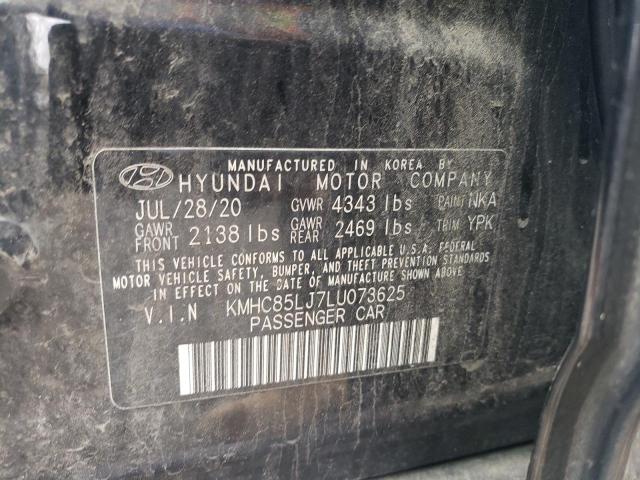 MANUFACTURED IN KOREA BY
HYUNDAI MOTOR COMPANY
JUL/28/20 GVWR 4343 lbs PAINT NKA
GAWR FRONT 2138 lbs GAWR REAR 2469 lbs TRIM YPK
THIS VEHICLE CONFORMS TO ALL APPLICABLE U.S.A. FEDERAL
MOTOR VEHICLE SAFETY, BUMPER, AND THEFT PREVENTION STANDARDS
IN EFFECT ON THE DATE OF MANUFACTURE SHOWN ABOVE.
V.I.N KMHC85LJ7LU073625
PASSENGER CAR